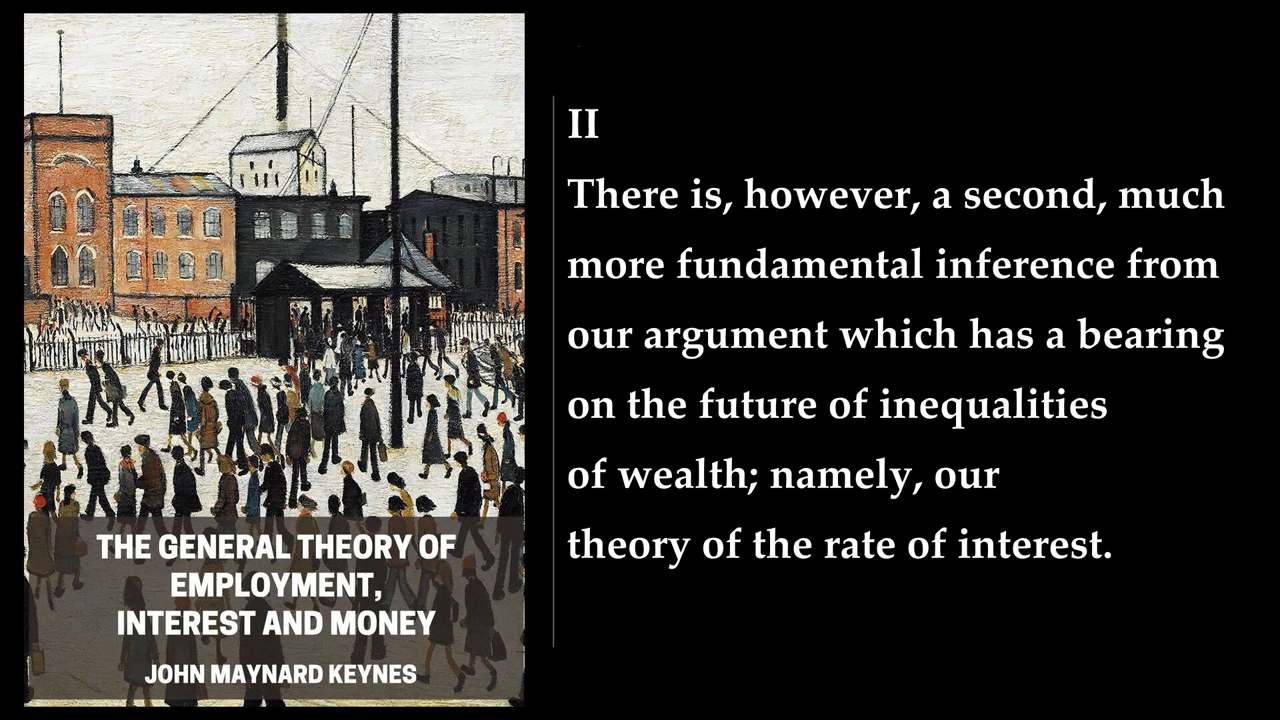 THE GENERAL THEORY OF
EMPLOYMENT,
INTEREST AND MONEY
JOHN MAYNARD KEYNES
II
There is, however, a second, much
more fundamental inference from
our argument which has a bearing
on the future of inequalities
of wealth; namely, our
theory of the rate of interest.